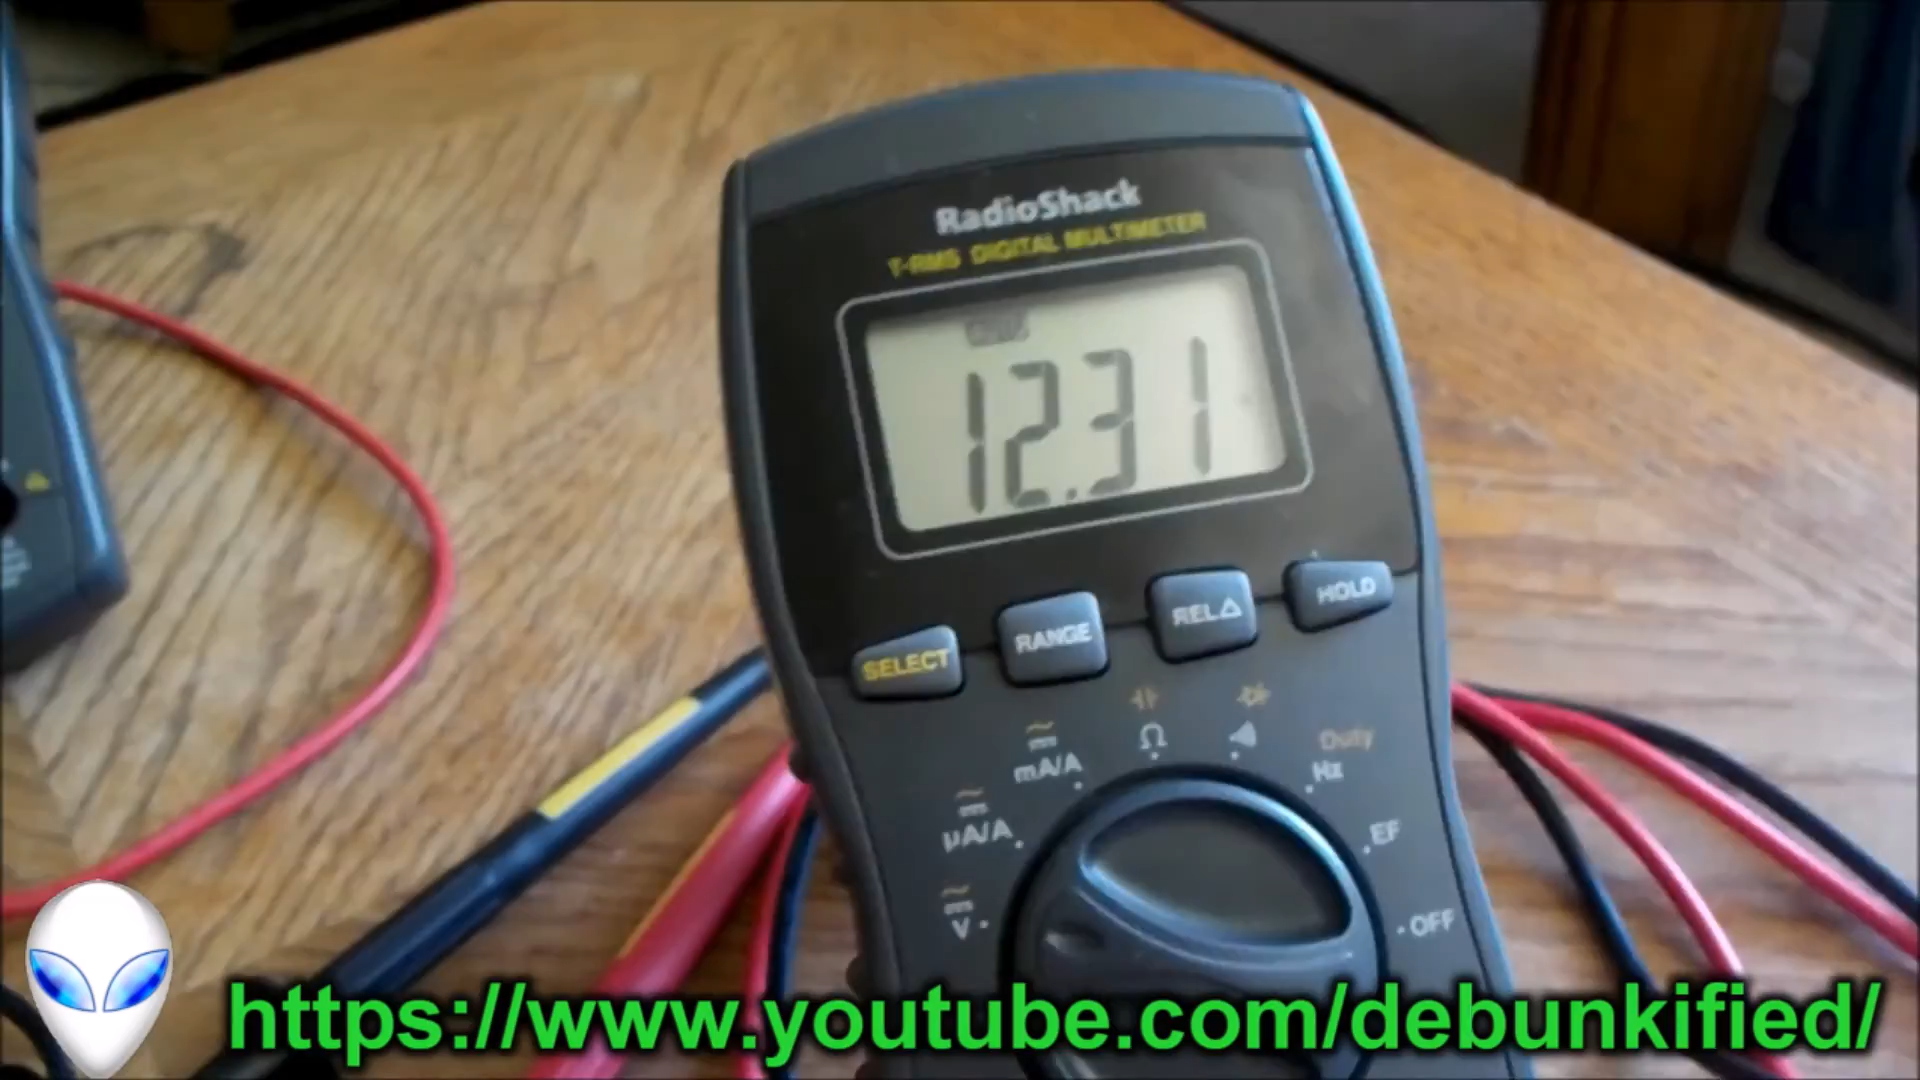 RadioShack
T-RMS DIGITAL MULTIMETER
12.31
SELECT
RANGE
REL△
HOLD
Ω
Duty
mA/A
Hz
µA/A
EF
V
OFF
https://www.youtube.com/debunkified/